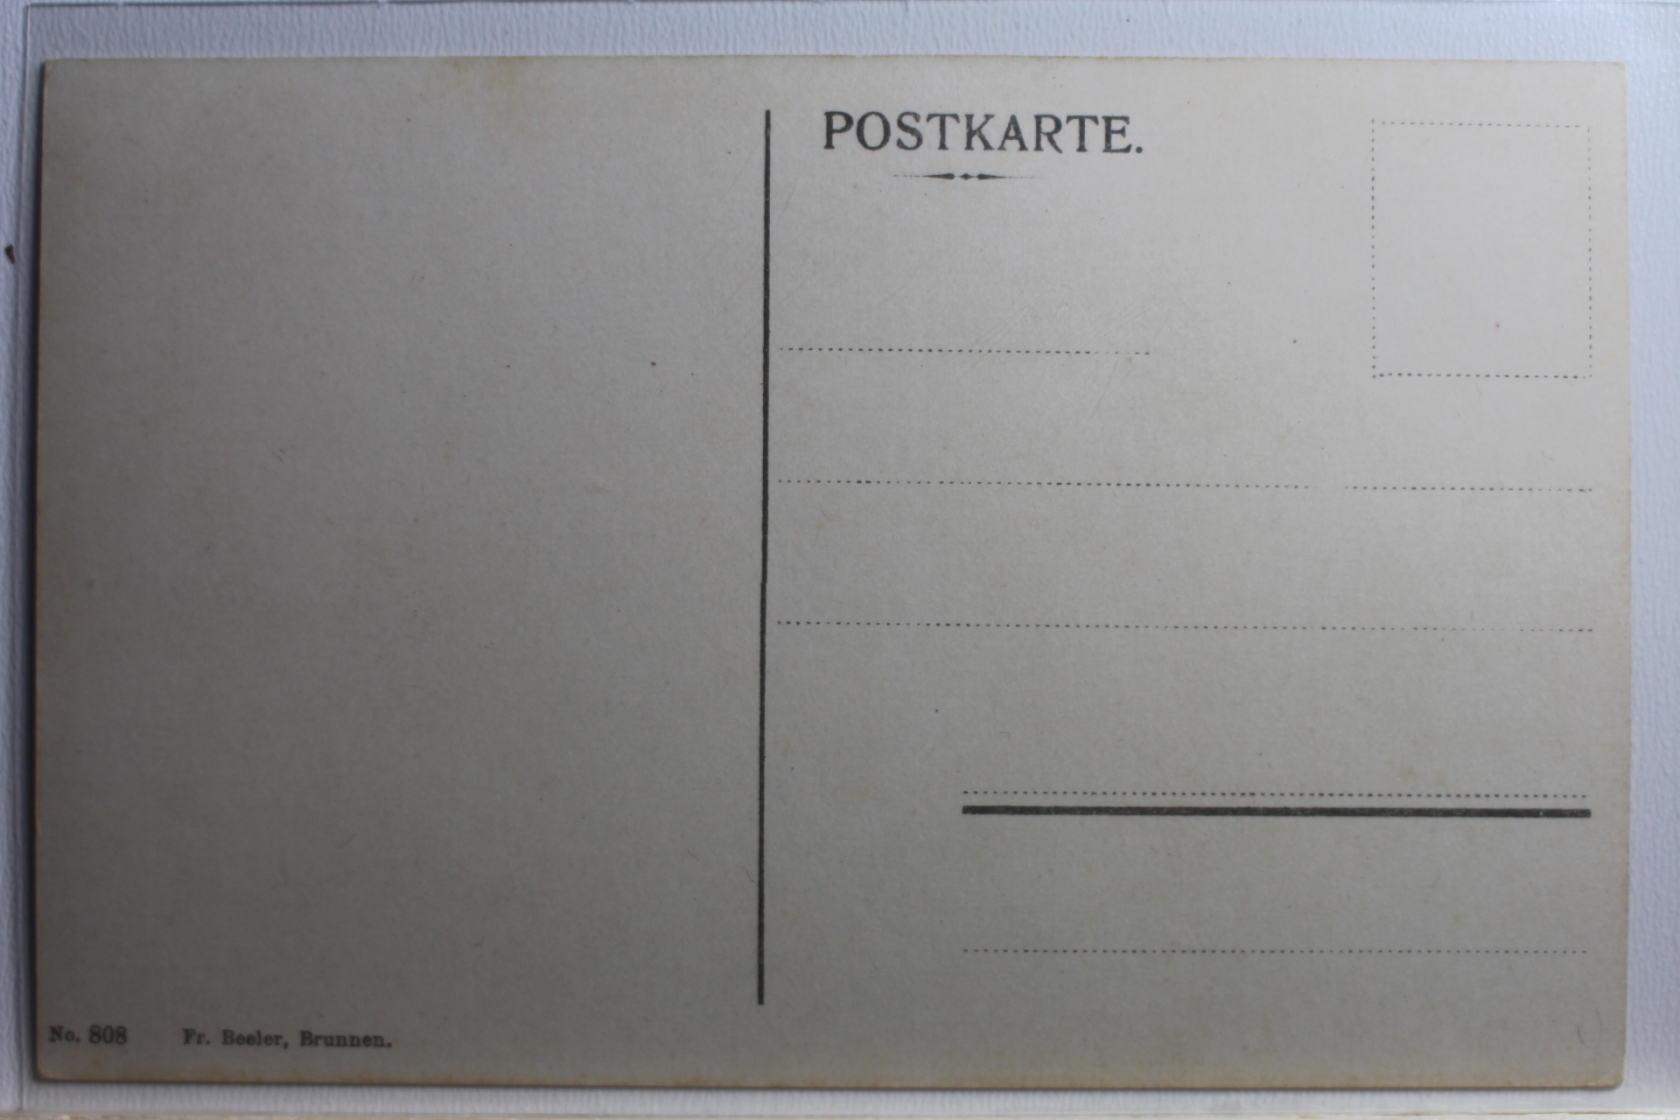 POSTKARTE.
No. 808 Fr. Beeler, Brunnen.